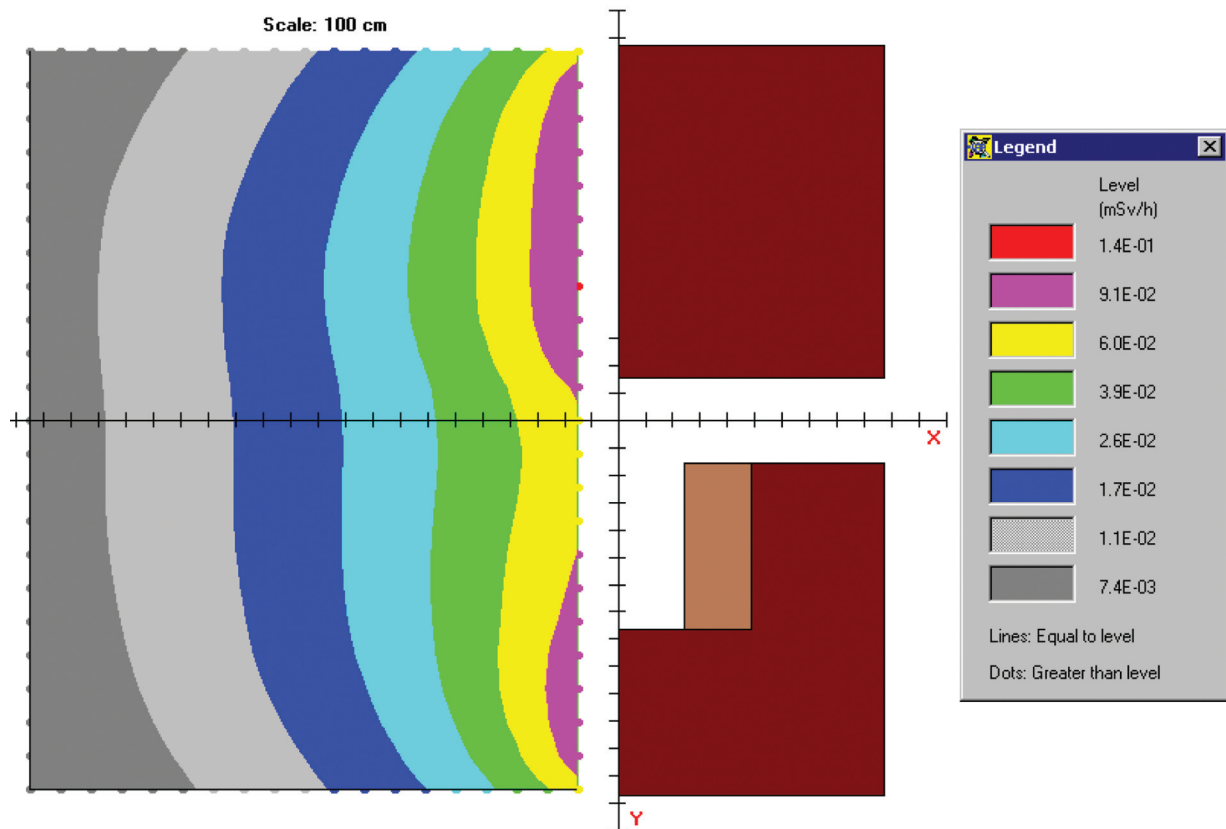 Scale: 100 cm
X
Y
Legend
Level
(mSv/h)
1.4E-01
9.1E-02
6.0E-02
3.9E-02
2.6E-02
1.7E-02
1.1E-02
7.4E-03
Lines: Equal to level
Dots: Greater than level